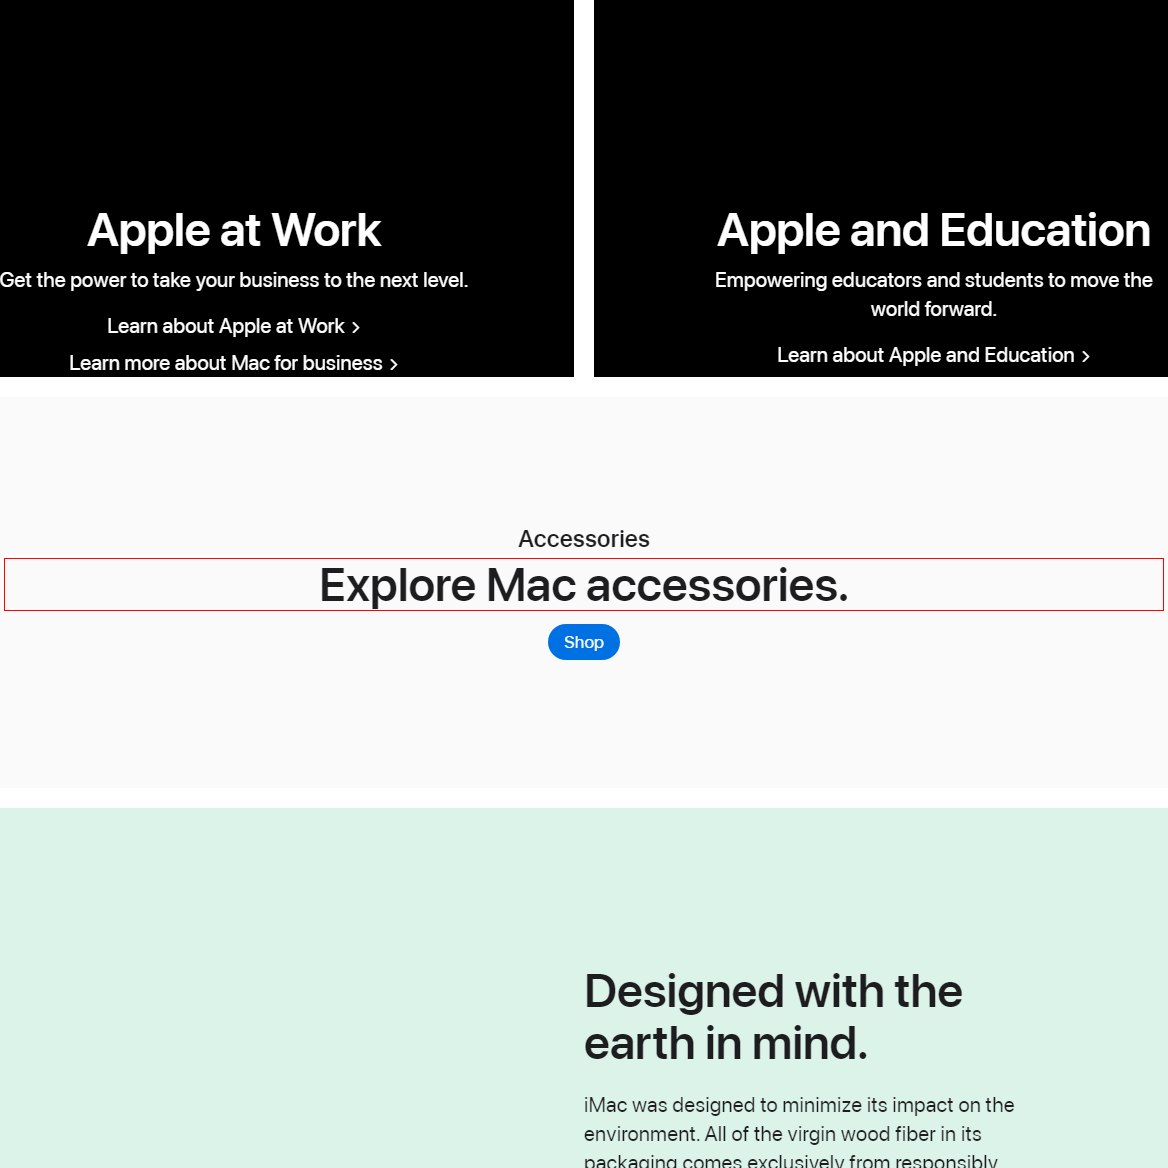 Apple at Work
Get the power to take your business to the next level.
Learn about Apple at Work
Learn more about Mac for business
Apple and Education
Empowering educators and students to move the
world forward.
Learn about Apple and Education
Accessories
Explore Mac accessories.
Shop
Designed with the
earth in mind.
iMac was designed to minimize its impact on the
environment. All of the virgin wood fiber in its
packaging comes exclusively from responsibly